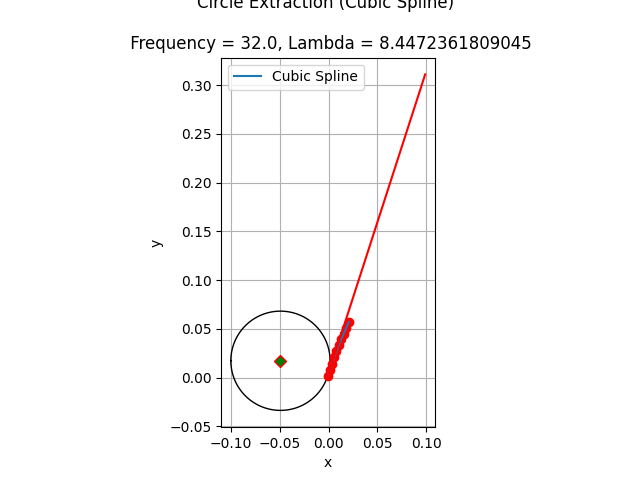 Circle Extraction (Cubic Spline)
Frequency = 32.0, Lambda = 8.4472361809045
Cubic Spline
0.30
0.25
0.20
0.15
0.10
0.05
0.00
−0.05
y
−0.10 −0.05 0.00 0.05 0.10
x